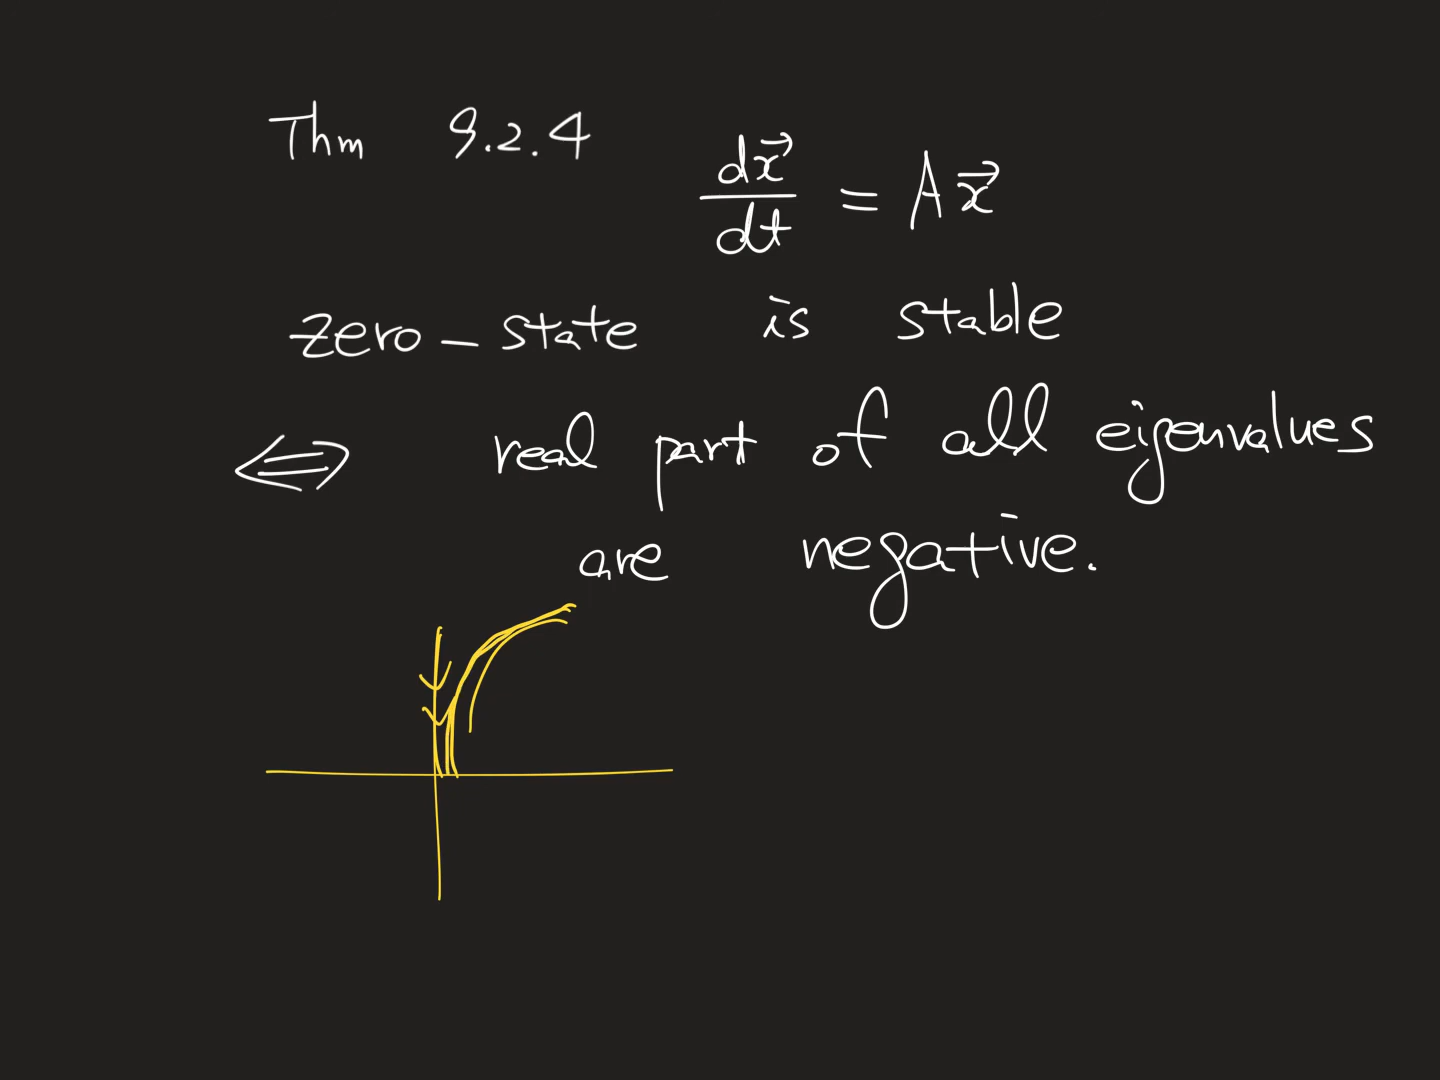 Thm 9.2.4
dx⃗/dt = Ax⃗
zero-state is stable
⇔ real part of all eigenvalues
are negative.